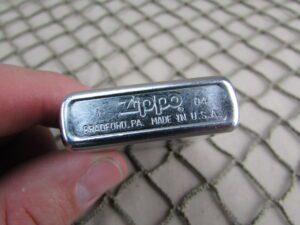 Zippo® 04
BRADFORD, PA. MADE IN U.S.A.